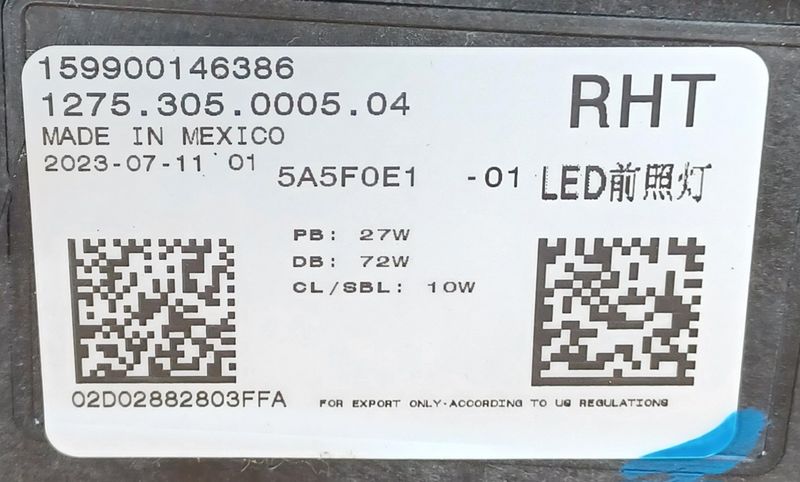 159900146386
1275.305.0005.04
RHT
MADE IN MEXICO
2023-07-11 01
5A5F0E1 -01 LED前照灯
PB: 27W
DB: 72W
CL/SBL: 10W
02D02882803FFA
FOR EXPORT ONLY-ACCORDING TO US REGULATIONS